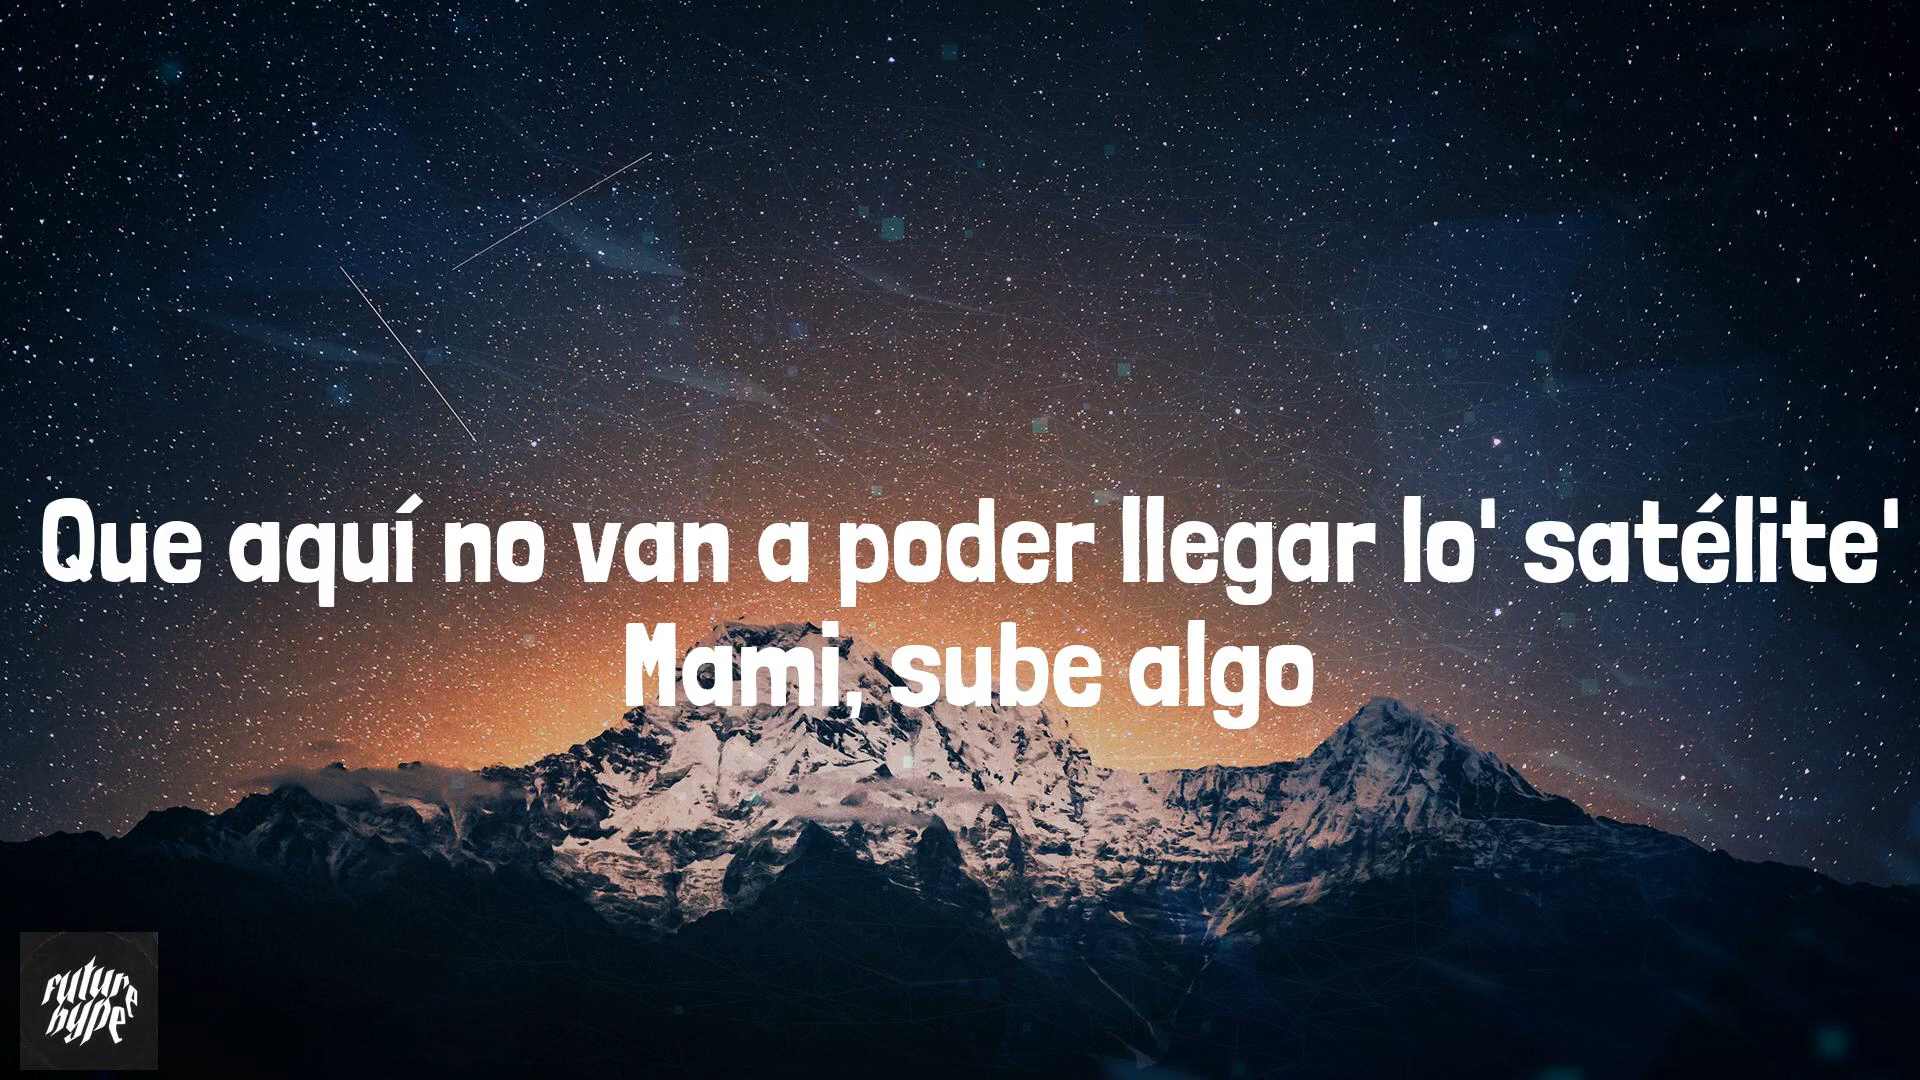 Que aquí no van a poder llegar lo' satélite'
Mami, sube algo
future
hype